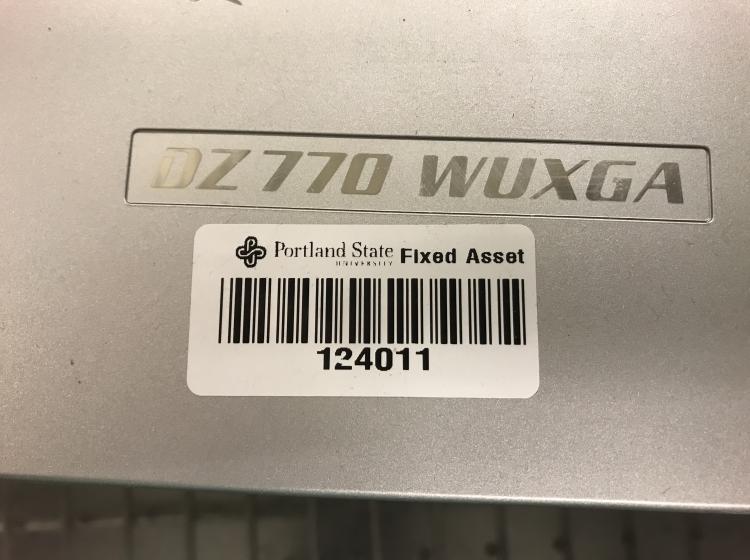 DZ770 WUXGA
Portland State Fixed Asset
UNIVERSITY
124011